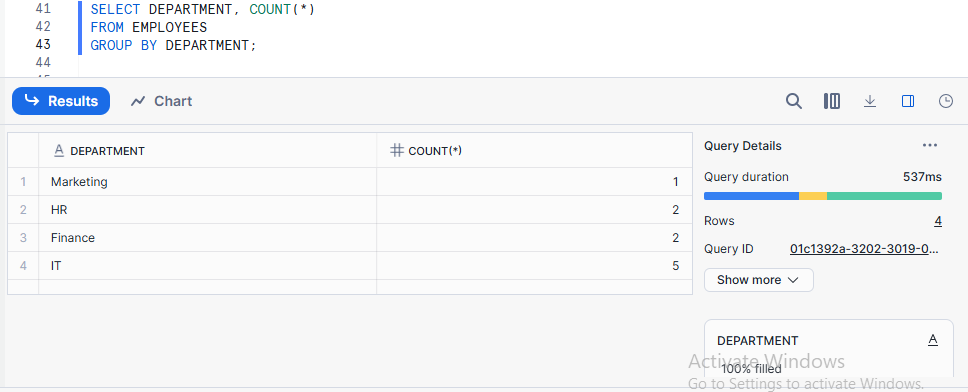 41 SELECT DEPARTMENT, COUNT(*)
42 FROM EMPLOYEES
43 GROUP BY DEPARTMENT;
44
Results Chart
A DEPARTMENT # COUNT(*)
1 Marketing 1
2 HR 2
3 Finance 2
4 IT 5
Query Details ...
Query duration 537ms
Rows 4
Query ID 01c1392a-3202-3019-0...
Show more
DEPARTMENT A
100% filled
Activate Windows
Go to Settings to activate Windows.